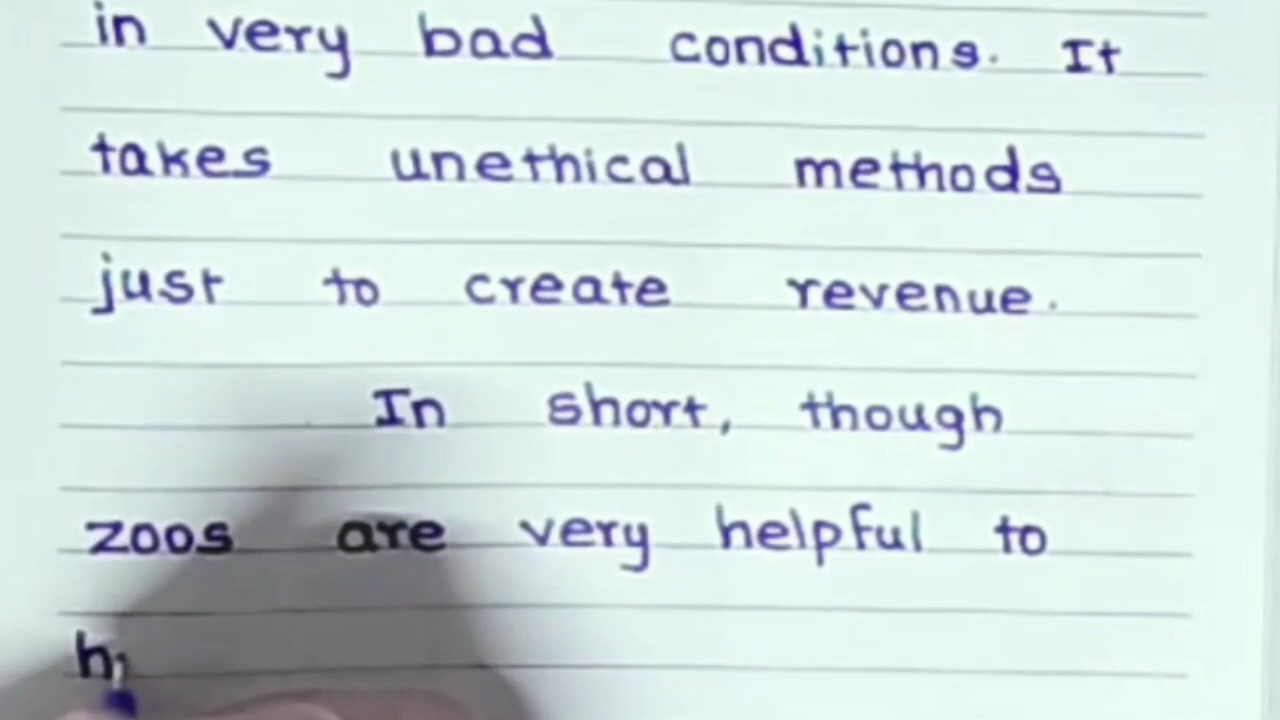 in very bad conditions. It
takes unethical methods
just to create revenue.
In short, though
zoos are very helpful to